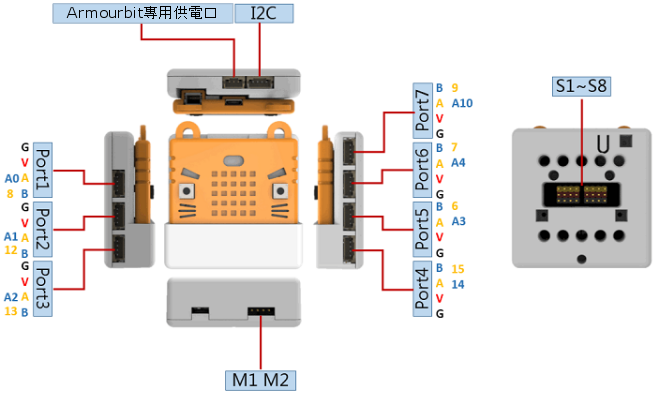 Armourbit專用供電口
I2C
S1~S8
Port1
G
V
A0 A
8 B
Port2
G
V
A1 A
12 B
Port3
G
V
A2 A
13 B
Port7
B 9
A A10
V
G
Port6
B 7
A A4
V
G
Port5
B 6
A A3
V
G
Port4
B 15
A 14
V
G
U
M1 M2